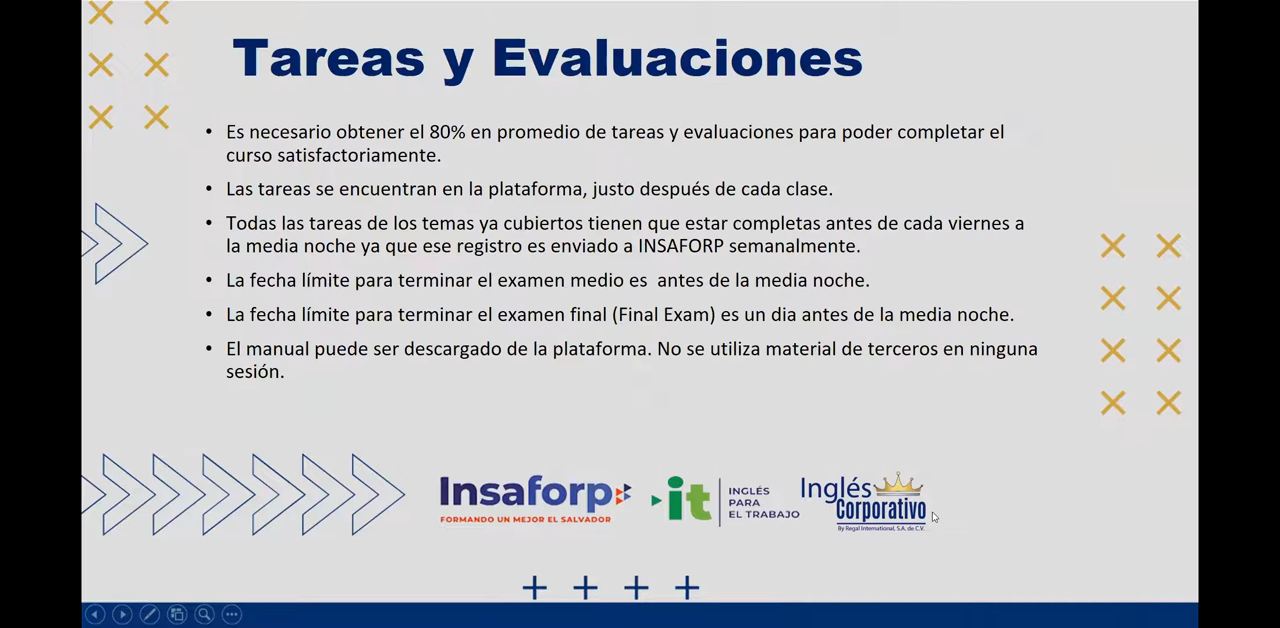 Tareas y Evaluaciones
• Es necesario obtener el 80% en promedio de tareas y evaluaciones para poder completar el
curso satisfactoriamente.
• Las tareas se encuentran en la plataforma, justo después de cada clase.
• Todas las tareas de los temas ya cubiertos tienen que estar completas antes de cada viernes a
la media noche ya que ese registro es enviado a INSAFORP semanalmente.
• La fecha límite para terminar el examen medio es  antes de la media noche.
• La fecha límite para terminar el examen final (Final Exam) es un dia antes de la media noche.
• El manual puede ser descargado de la plataforma. No se utiliza material de terceros en ninguna
sesión.
Insaforp
FORMANDO UN MEJOR EL SALVADOR
it
INGLÉS
PARA
EL TRABAJO
Inglés
Corporativo
By Regal International, S.A. de C.V.